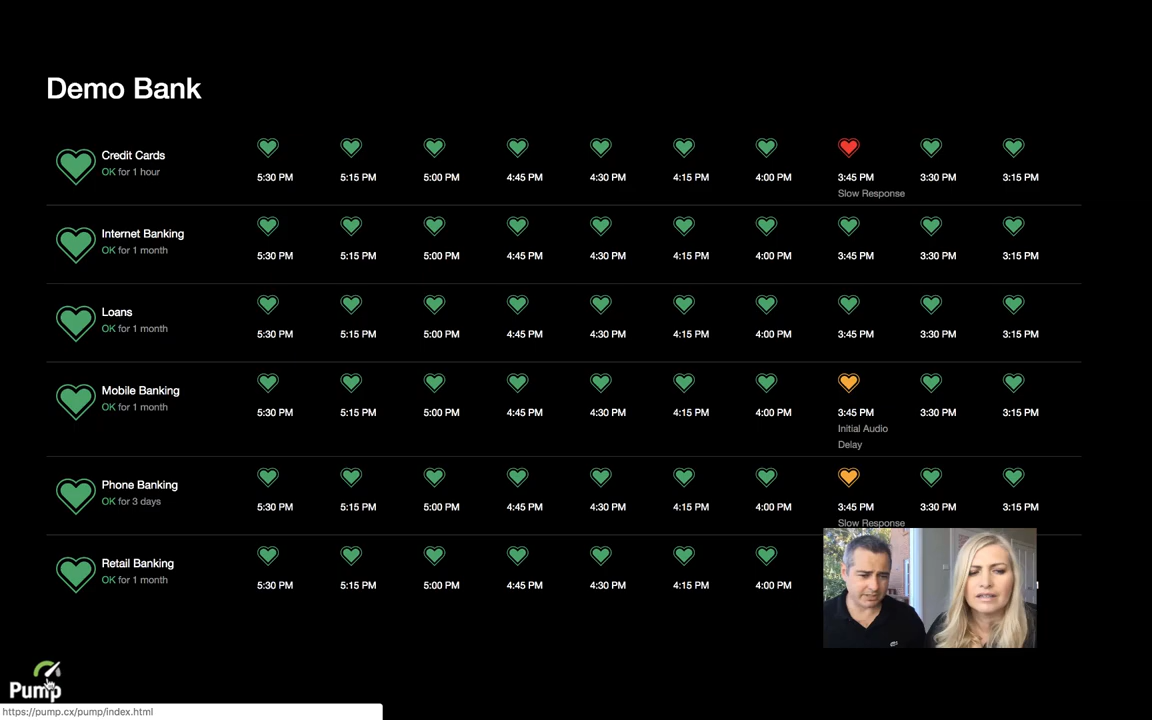 Demo Bank
Credit Cards
OK for 1 hour
5:30 PM 5:15 PM 5:00 PM 4:45 PM 4:30 PM 4:15 PM 4:00 PM 3:45 PM 3:30 PM 3:15 PM
Slow Response
Internet Banking
OK for 1 month
5:30 PM 5:15 PM 5:00 PM 4:45 PM 4:30 PM 4:15 PM 4:00 PM 3:45 PM 3:30 PM 3:15 PM
Loans
OK for 1 month
5:30 PM 5:15 PM 5:00 PM 4:45 PM 4:30 PM 4:15 PM 4:00 PM 3:45 PM 3:30 PM 3:15 PM
Mobile Banking
OK for 1 month
5:30 PM 5:15 PM 5:00 PM 4:45 PM 4:30 PM 4:15 PM 4:00 PM 3:45 PM 3:30 PM 3:15 PM
Initial Audio
Delay
Phone Banking
OK for 3 days
5:30 PM 5:15 PM 5:00 PM 4:45 PM 4:30 PM 4:15 PM 4:00 PM 3:45 PM 3:30 PM 3:15 PM
Slow Response
Retail Banking
OK for 1 month
5:30 PM 5:15 PM 5:00 PM 4:45 PM 4:30 PM 4:15 PM 4:00 PM
Pump
https://pump.cx/pump/index.html